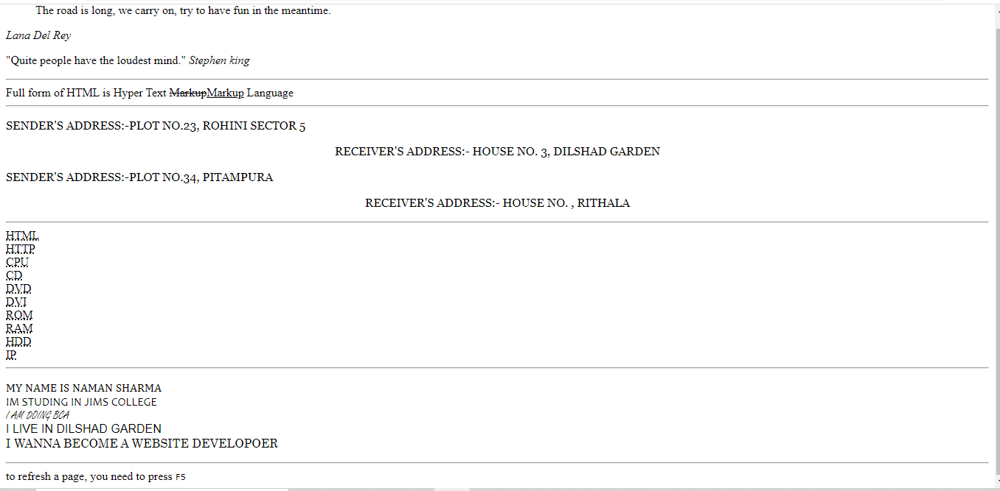 The road is long, we carry on, try to have fun in the meantime.
Lana Del Rey
"Quite people have the loudest mind." Stephen king
Full form of HTML is Hyper Text MarkupMarkup Language
SENDER'S ADDRESS:-PLOT NO.23, ROHINI SECTOR 5
RECEIVER'S ADDRESS:- HOUSE NO. 3, DILSHAD GARDEN
SENDER'S ADDRESS:-PLOT NO.34, PITAMPURA
RECEIVER'S ADDRESS:- HOUSE NO. , RITHALA
HTML
HTTP
CPU
CD
DVD
DVI
ROM
RAM
HDD
IP
MY NAME IS NAMAN SHARMA
IM STUDING IN JIMS COLLEGE
I AM DOING BCA
I LIVE IN DILSHAD GARDEN
I WANNA BECOME A WEBSITE DEVELOPOER
to refresh a page, you need to press F5